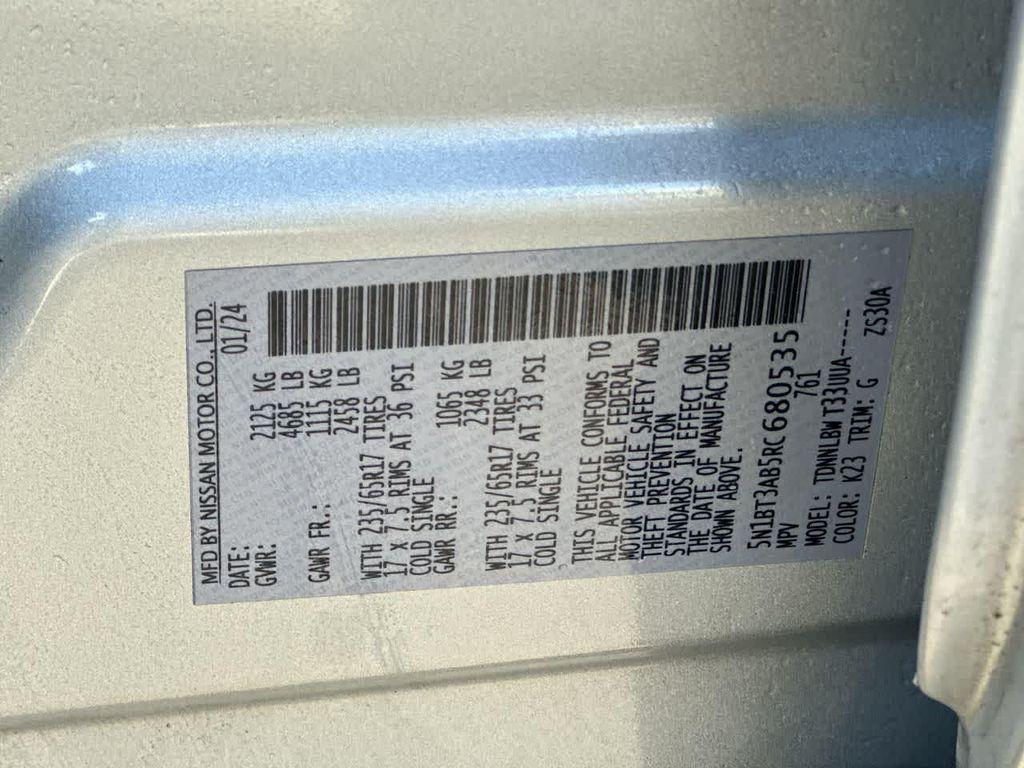 MFD BY NISSAN MOTOR CO., LTD.
DATE: 01/24
GVWR: 2125 KG
4685 LB
GAWR FR.: 1115 KG
2458 LB
WITH 235/65R17 TIRES
17 X 7.5 RIMS AT 36 PSI
COLD SINGLE
GAWR RR.: 1065 KG
2348 LB
WITH 235/65R17 TIRES
17 X 7.5 RIMS AT 33 PSI
COLD SINGLE
THIS VEHICLE CONFORMS TO
ALL APPLICABLE FEDERAL
MOTOR VEHICLE SAFETY AND
THEFT PREVENTION
STANDARDS IN EFFECT ON
THE DATE OF MANUFACTURE
SHOWN ABOVE.
5N1BT3AB5RC680535
MPV 761
MODEL: TDNNLBW T33UUA-----
COLOR: K23 TRIM: G ZS30A